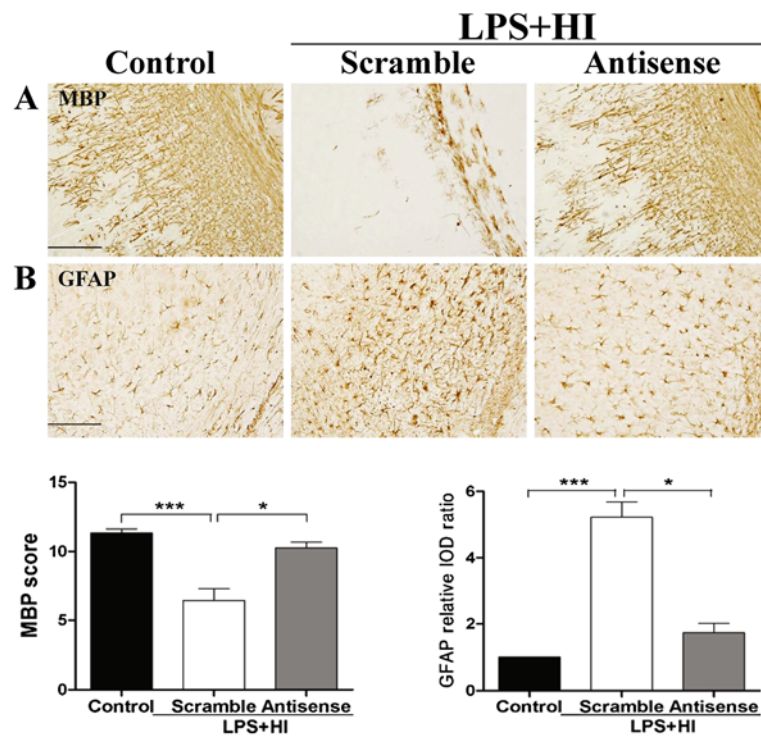 LPS+HI
Control Scramble Antisense
A MBP
B GFAP
MBP score
15
10
5
0
*** *
Control Scramble Antisense
LPS+HI
GFAP relative IOD ratio
6
4
2
0
*** *
Control Scramble Antisense
LPS+HI